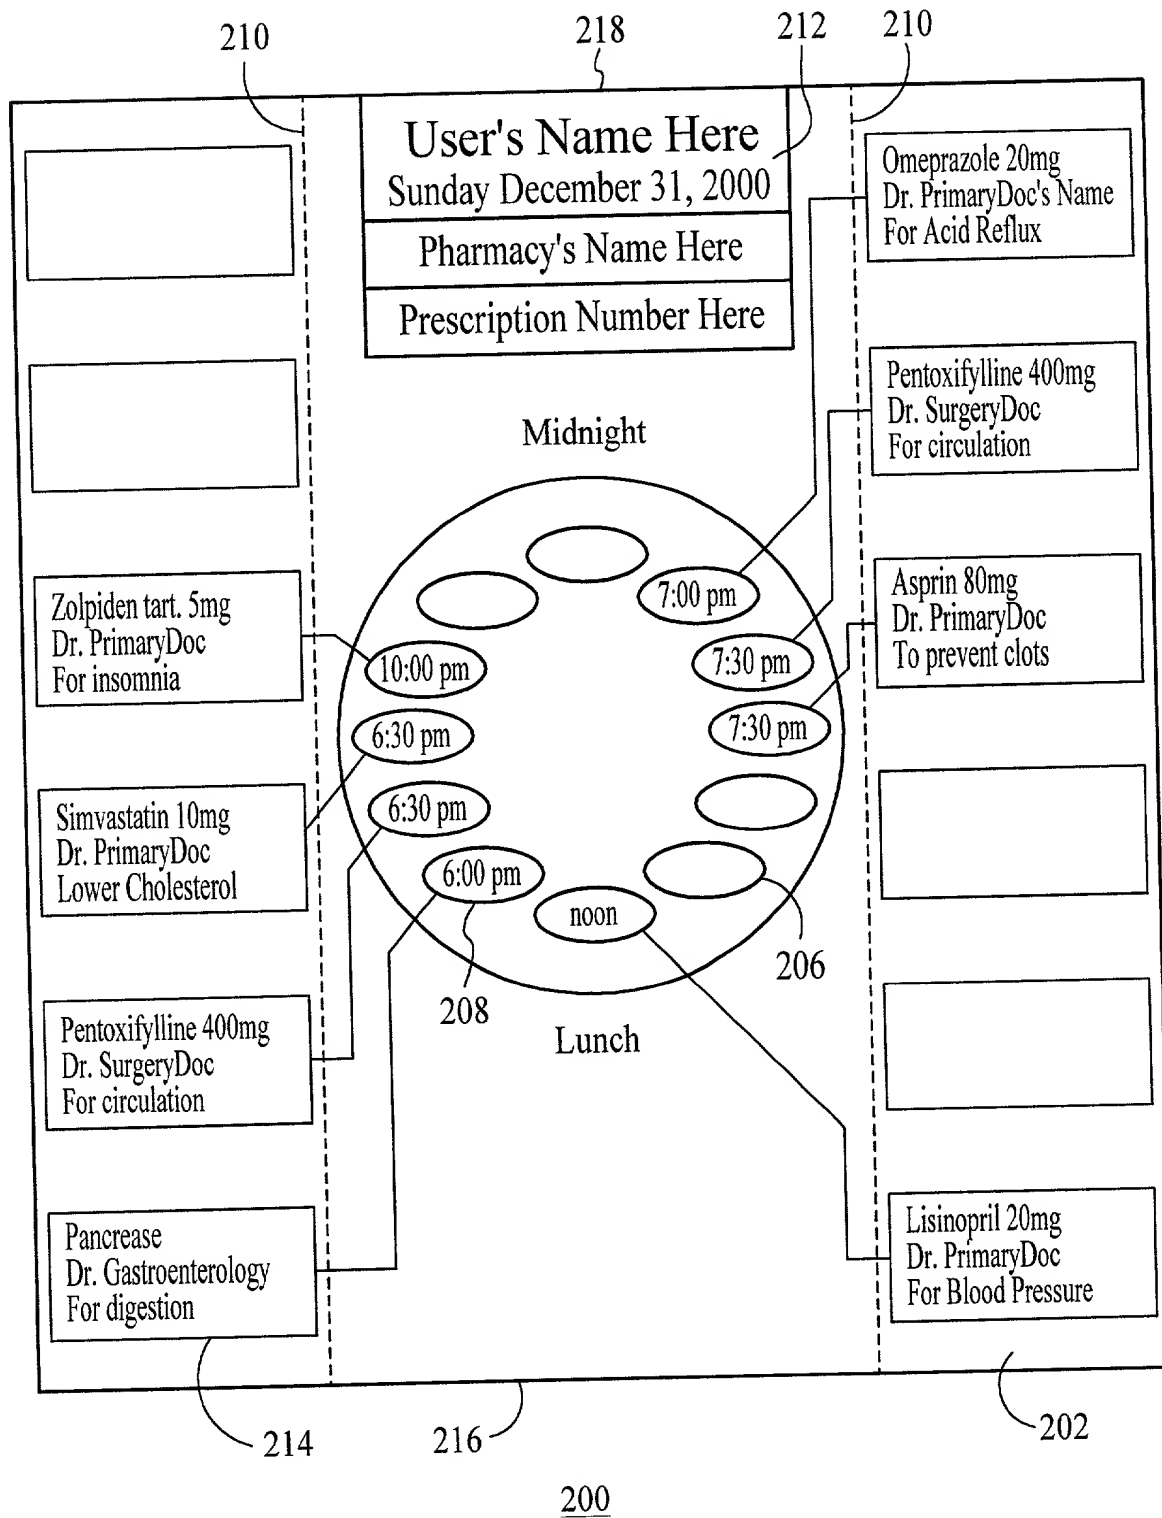 210
218
212
210
User's Name Here
Sunday December 31, 2000
Pharmacy's Name Here
Prescription Number Here
Omeprazole 20mg
Dr. PrimaryDoc's Name
For Acid Reflux
Pentoxifylline 400mg
Dr. SurgeryDoc
For circulation
Midnight
Zolpiden tart. 5mg
Dr. PrimaryDoc
For insomnia
Asprin 80mg
Dr. PrimaryDoc
To prevent clots
7:00 pm
7:30 pm
7:30 pm
10:00 pm
6:30 pm
6:30 pm
6:00 pm
noon
Simvastatin 10mg
Dr. PrimaryDoc
Lower Cholesterol
206
208
Lunch
Pentoxifylline 400mg
Dr. SurgeryDoc
For circulation
Pancrease
Dr. Gastroenterology
For digestion
Lisinopril 20mg
Dr. PrimaryDoc
For Blood Pressure
214
216
202
200